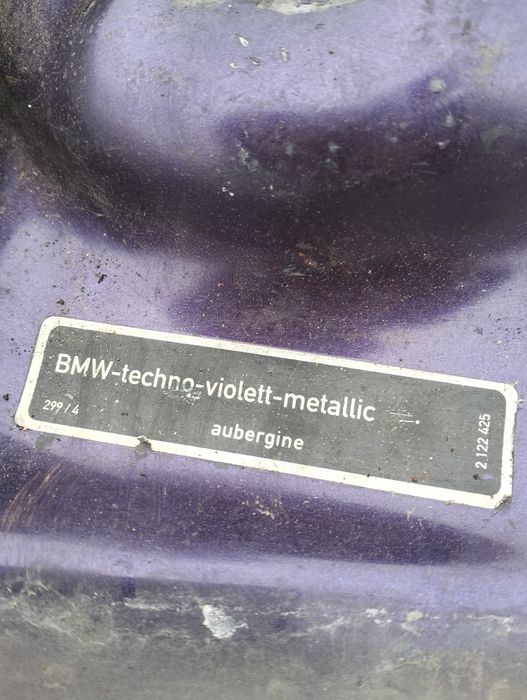 BMW-techno-violett-metallic
299 / 4
aubergine
2 122 425